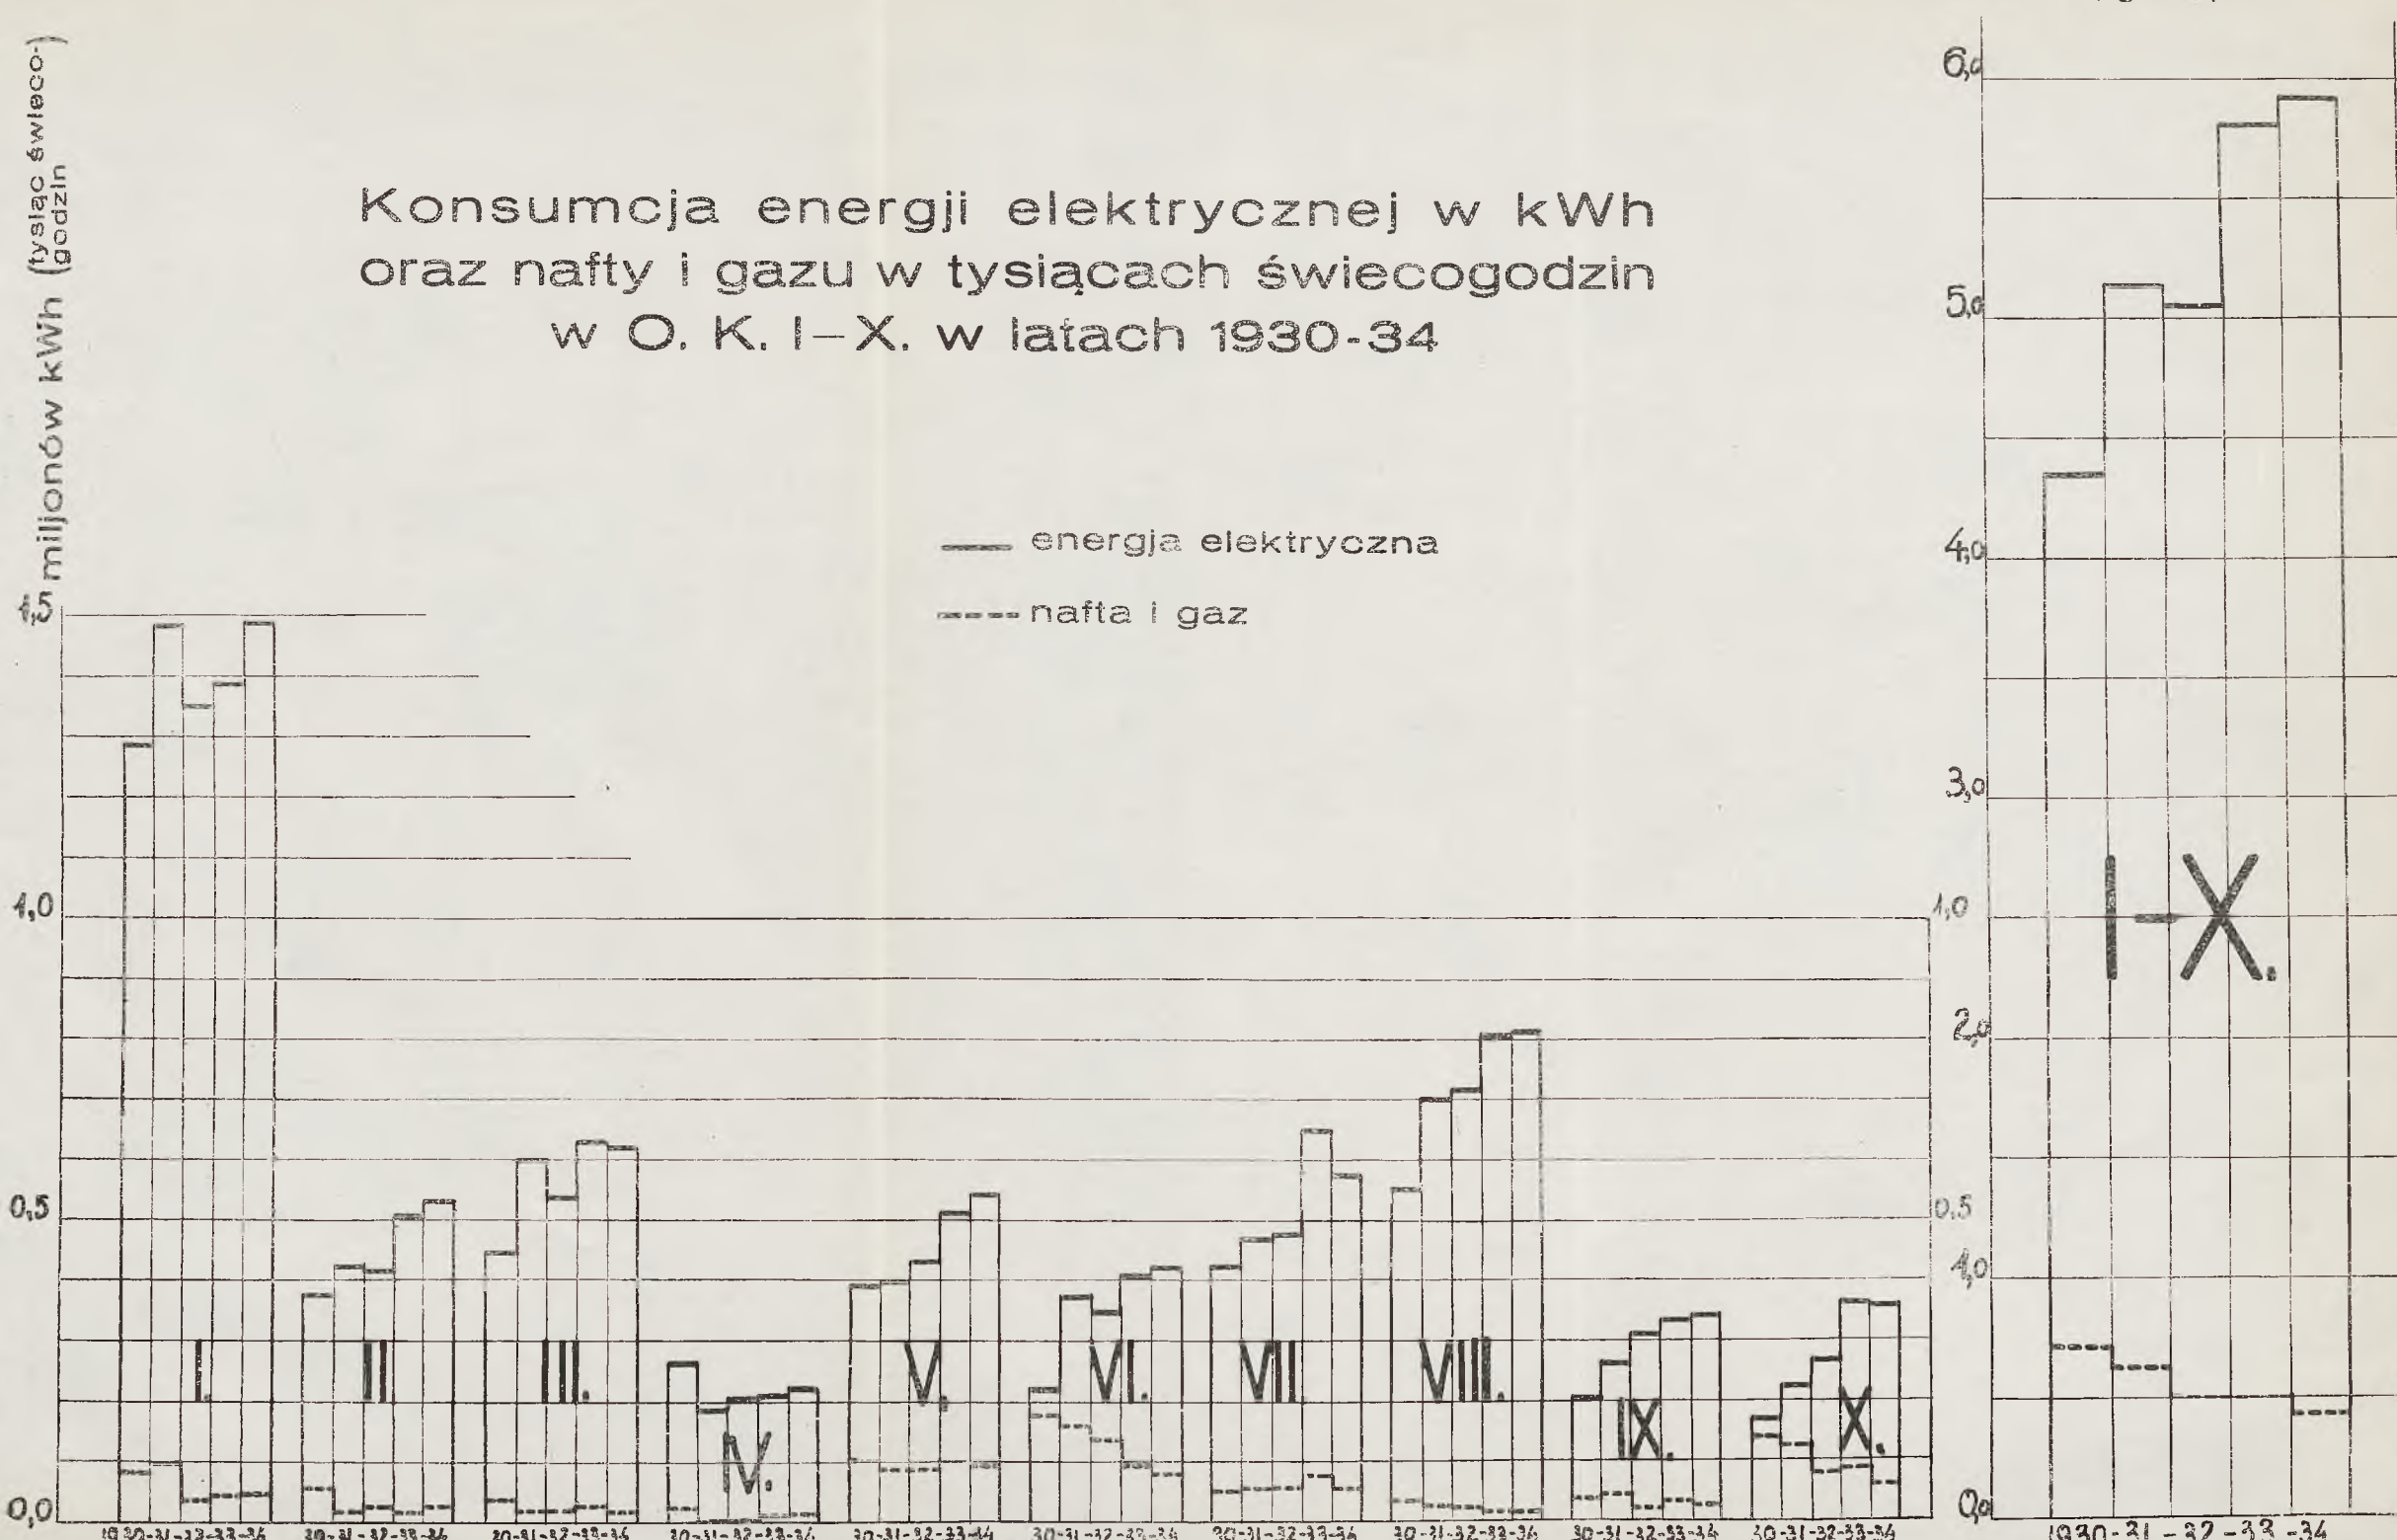 miljonów kWh (tysiąc świeco-
godzin)
Konsumcja energji elektrycznej w kWh
oraz nafty i gazu w tysiącach świecogodzin
w O. K. I–X. w latach 1930-34
energja elektryczna
nafta i gaz
1,5
1,0
0,5
0,0
I.
II
III.
IV.
V.
VI.
VII.
VIII.
IX.
X.
1930-31-32-33-34
30-31-32-33-34
30-31-32-33-34
30-31-32-33-34
30-31-32-33-34
30-31-32-33-34
30-31-32-33-34
30-31-32-33-34
30-31-32-33-34
30-31-32-33-34
1,0
0,5
6,0
5,0
4,0
3,0
2,0
1,0
0,0
I-X.
1930-31-32-33-34